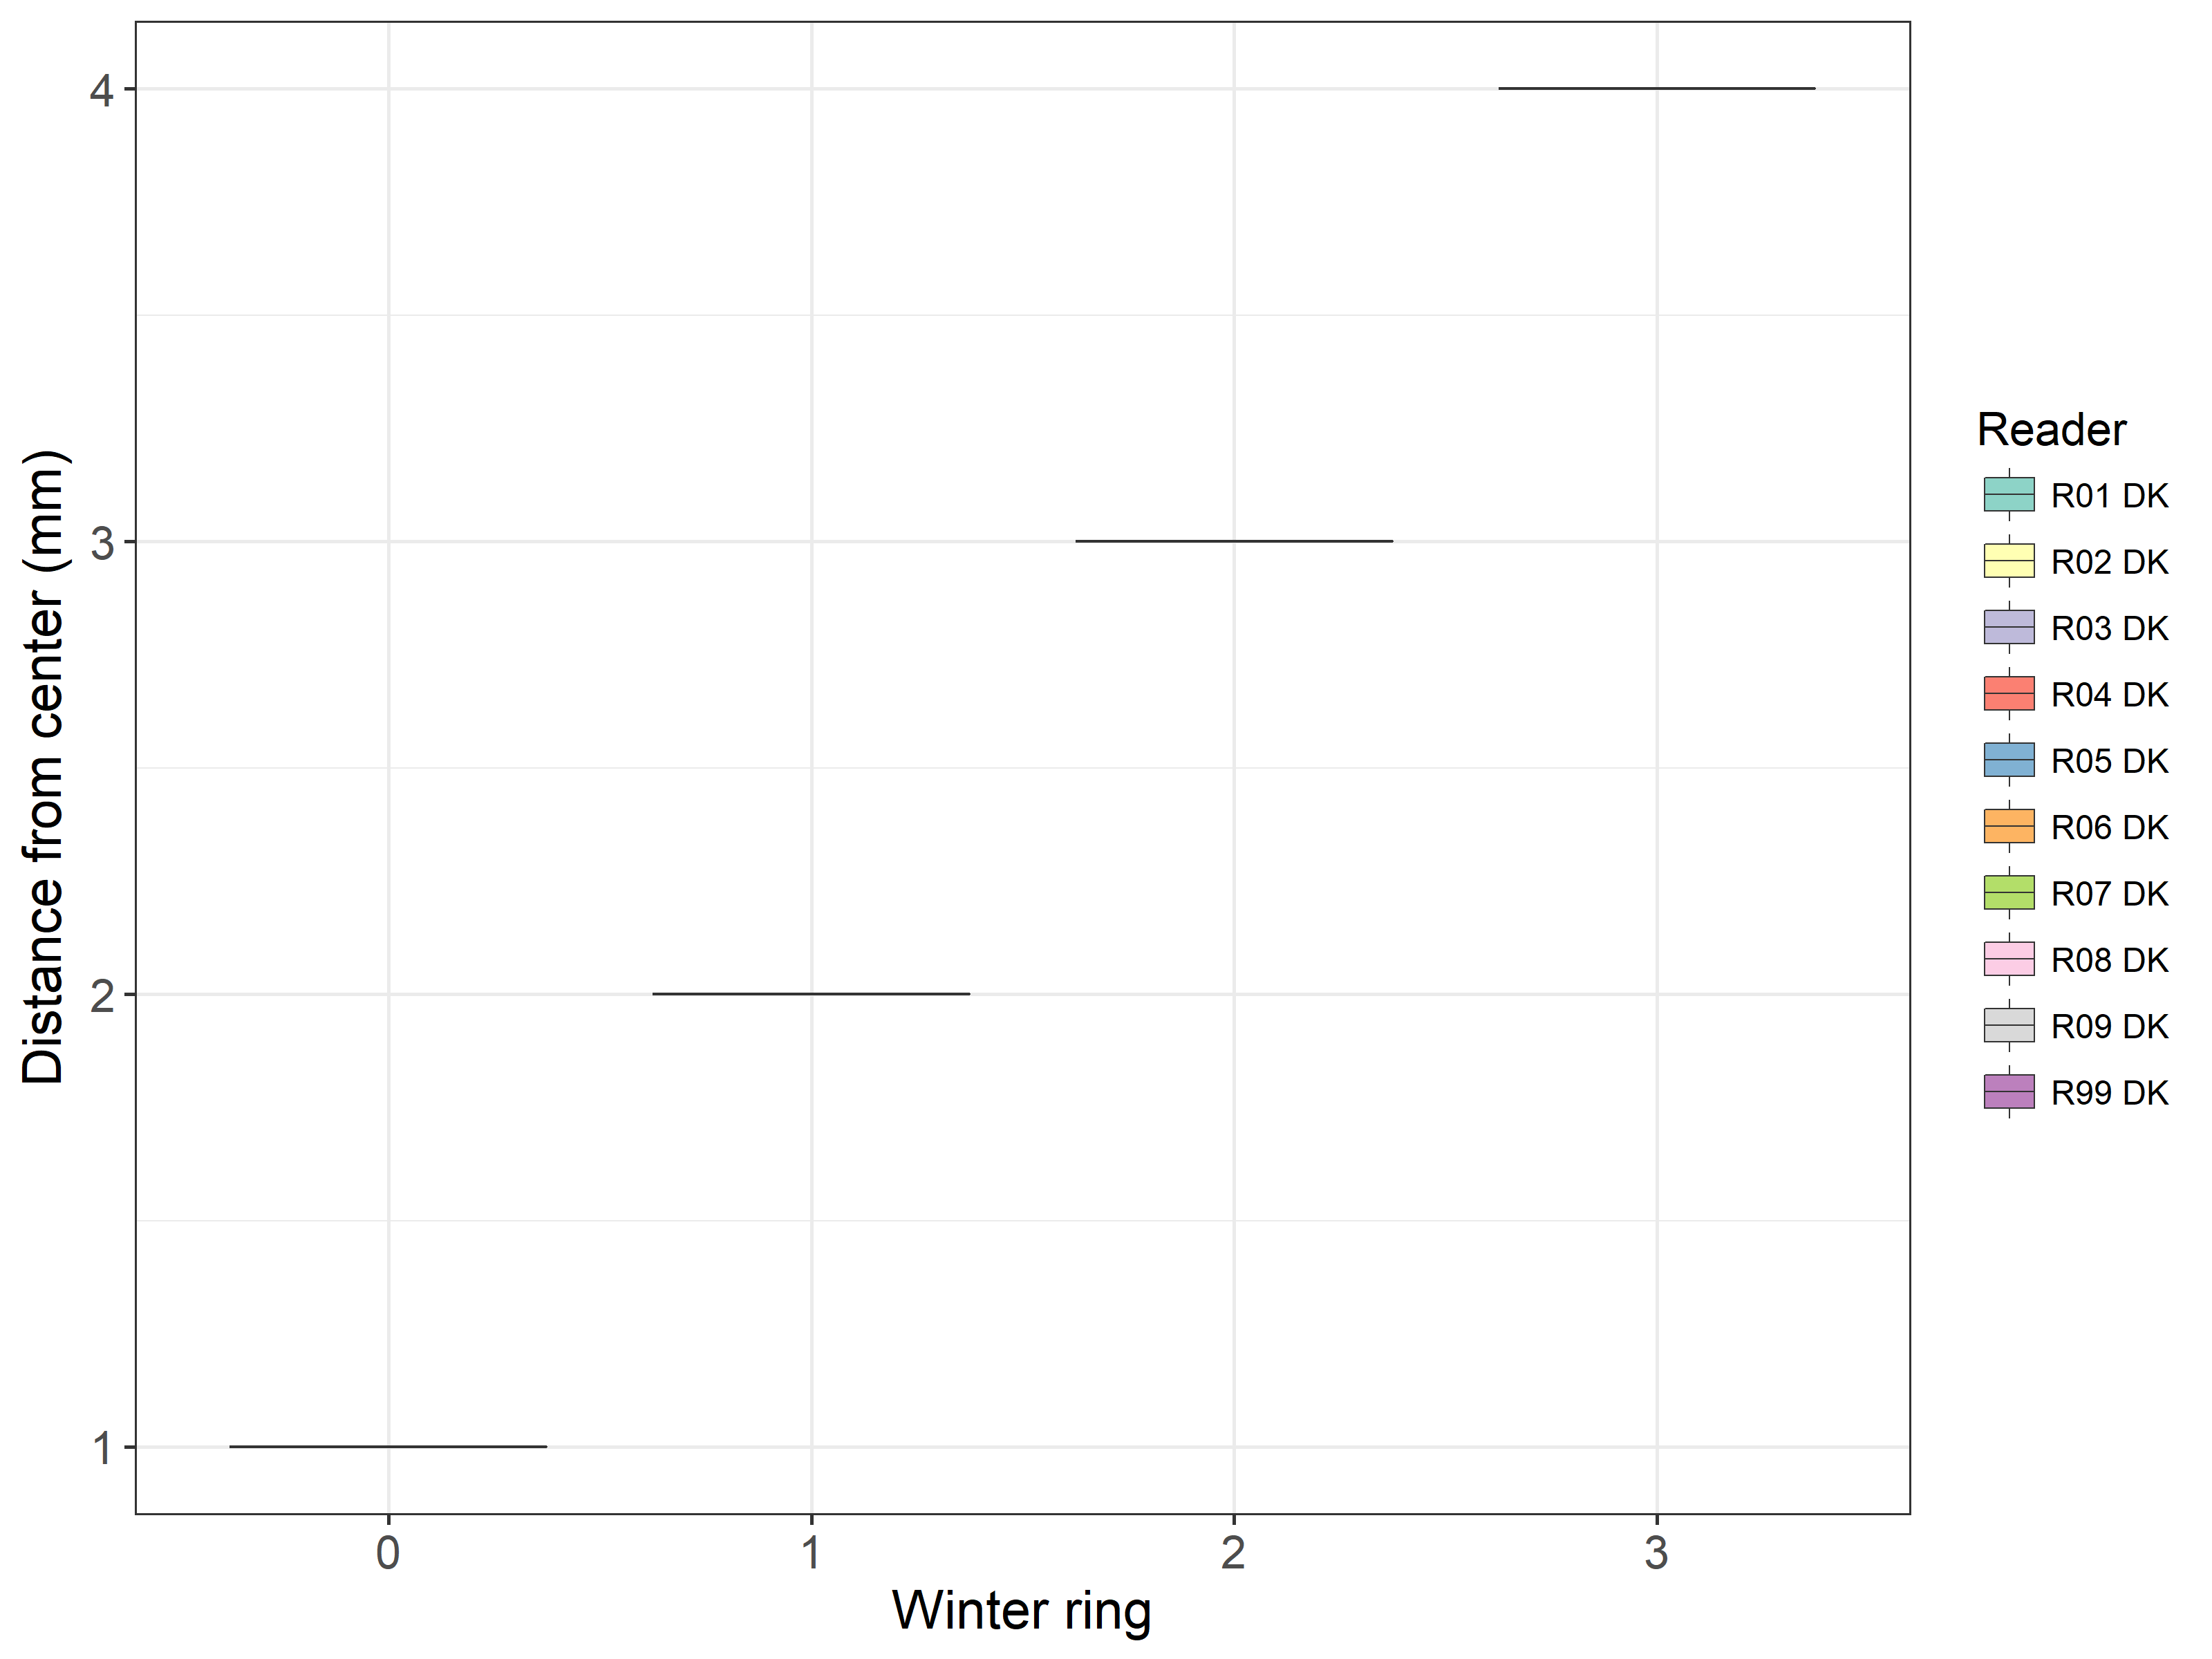 Distance from center (mm)
4
3
2
1
0 1 2 3
Winter ring
Reader
R01 DK
R02 DK
R03 DK
R04 DK
R05 DK
R06 DK
R07 DK
R08 DK
R09 DK
R99 DK